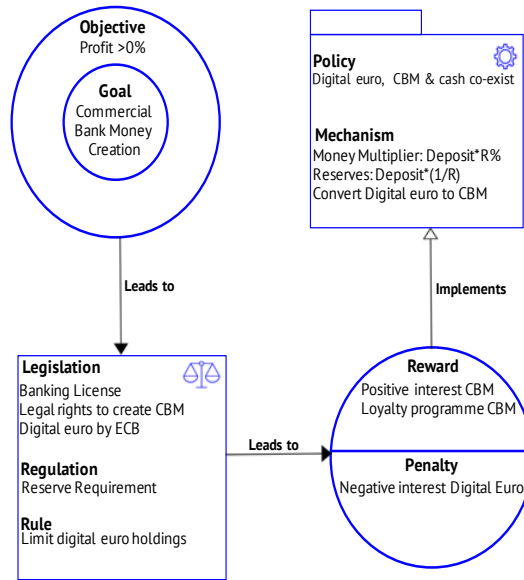 Objective
Profit >0%
Goal
Commercial
Bank Money
Creation
Policy
Digital euro, CBM & cash co-exist
Mechanism
Money Multiplier: Deposit*R%
Reserves: Deposit*(1/R)
Convert Digital euro to CBM
Leads to
Implements
Legislation
Banking License
Legal rights to create CBM
Digital euro by ECB
Regulation
Reserve Requirement
Rule
Limit digital euro holdings
Leads to
Reward
Positive interest CBM
Loyalty programme CBM
Penalty
Negative interest Digital Euro